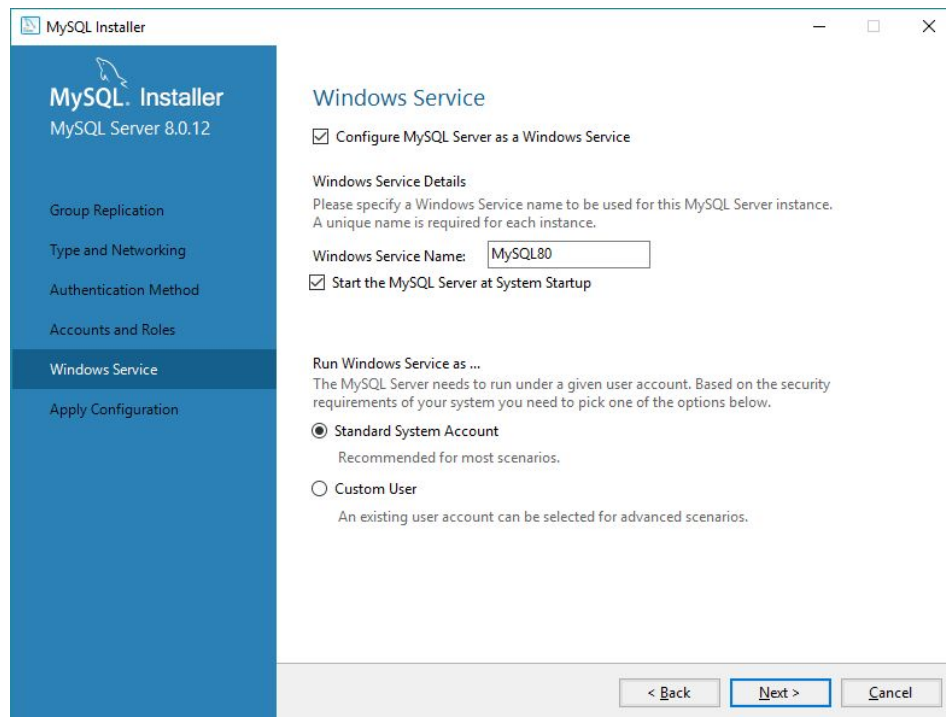 MySQL Installer
MySQL. Installer
MySQL Server 8.0.12
Group Replication
Type and Networking
Authentication Method
Accounts and Roles
Windows Service
Apply Configuration
Windows Service
Configure MySQL Server as a Windows Service
Windows Service Details
Please specify a Windows Service name to be used for this MySQL Server instance.
A unique name is required for each instance.
Windows Service Name: MySQL80
Start the MySQL Server at System Startup
Run Windows Service as ...
The MySQL Server needs to run under a given user account. Based on the security
requirements of your system you need to pick one of the options below.
Standard System Account
Recommended for most scenarios.
Custom User
An existing user account can be selected for advanced scenarios.
< Back Next > Cancel